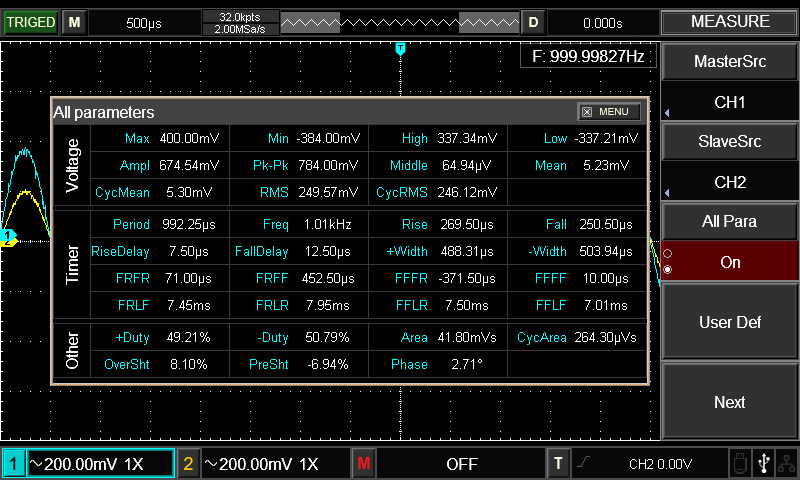 TRIGED M 500µs 32.0kpts D 0.000s MEASURE
2.00MSa/s
T
F: 999.99827Hz
MasterSrc
CH1
SlaveSrc
CH2
All Para
On
User Def
Next
All parameters MENU
Voltage
Max 400.00mV Min -384.00mV High 337.34mV Low -337.21mV
Ampl 674.54mV Pk-Pk 784.00mV Middle 64.94µV Mean 5.23mV
CycMean 5.30mV RMS 249.57mV CycRMS 246.12mV
Timer
Period 992.25µs Freq 1.01kHz Rise 269.50µs Fall 250.50µs
RiseDelay 7.50µs FallDelay 12.50µs +Width 488.31µs -Width 503.94µs
FRFR 71.00µs FRFF 452.50µs FFFR -371.50µs FFFF 10.00µs
FRLF 7.45ms FRLR 7.95ms FFLR 7.50ms FFLF 7.01ms
Other
+Duty 49.21% -Duty 50.79% Area 41.80mVs CycArea 264.30µVs
OverSht 8.10% PreSht -6.94% Phase 2.71°
1
2
1 ~200.00mV 1X 2 ~200.00mV 1X M OFF T CH2 0.00V